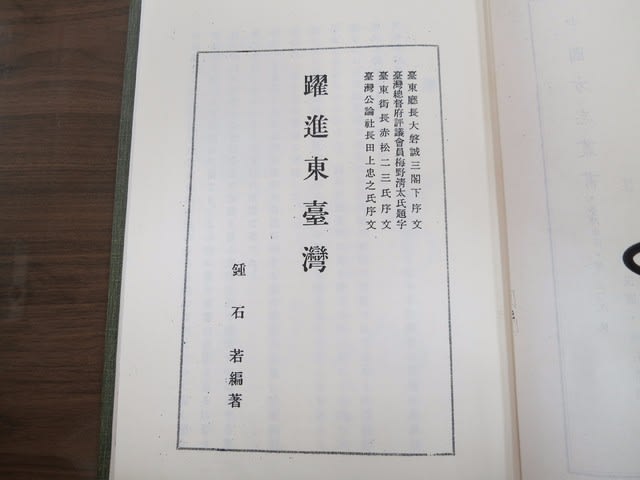 臺東廳長大磐誠三閣下序文
臺灣總督府評議會員梅野淸太氏題字
臺東街長赤松二三氏序文
臺灣公論社長田上忠之氏序文
躍進東臺灣
鍾石若編著